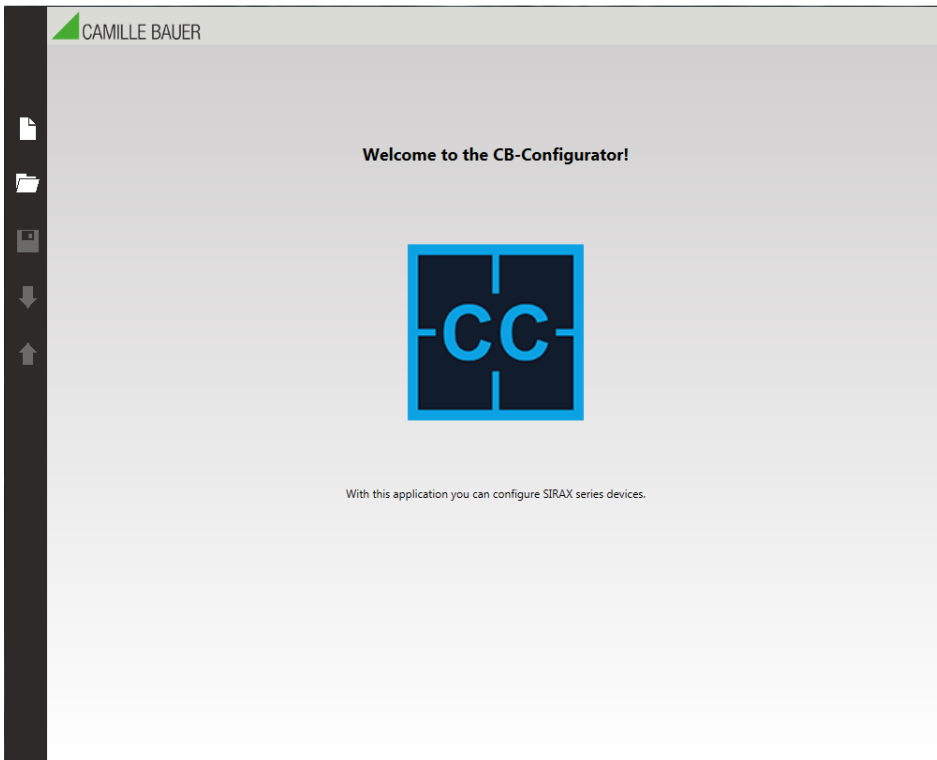 CAMILLE BAUER
Welcome to the CB-Configurator!
CC
With this application you can configure SIRAX series devices.